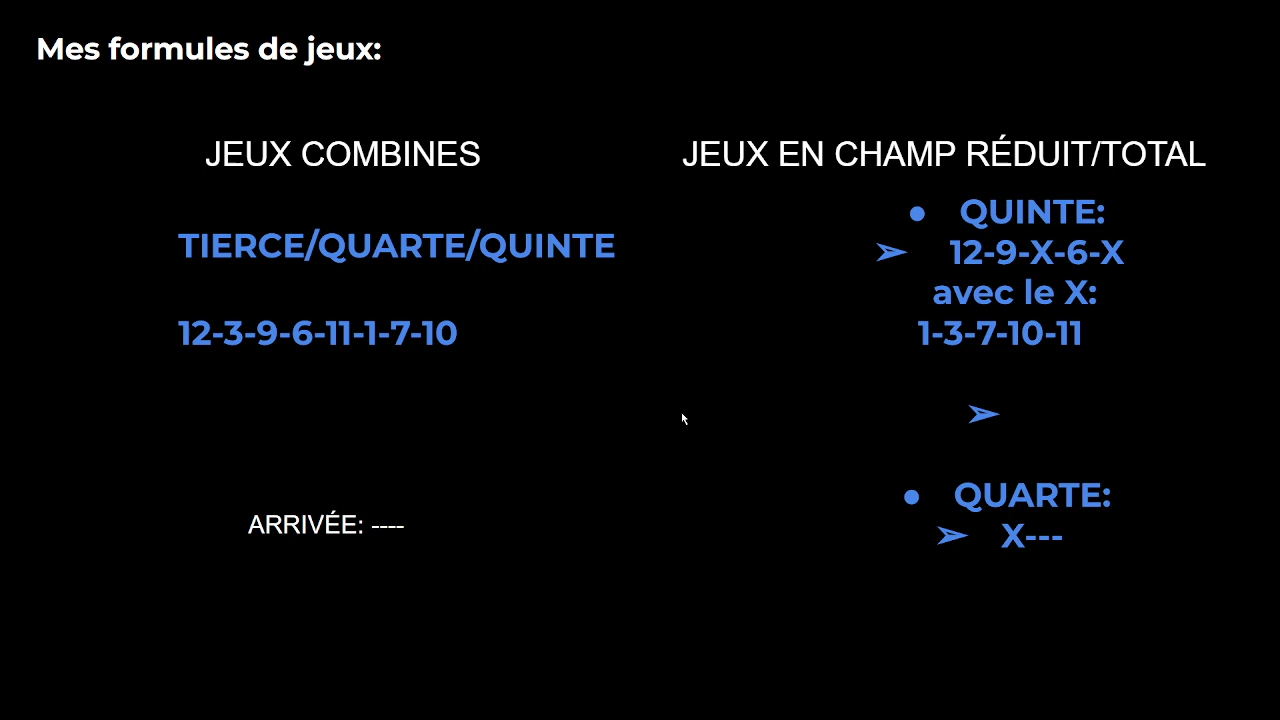 Mes formules de jeux:
JEUX COMBINES
TIERCE/QUARTE/QUINTE
12-3-9-6-11-1-7-10
ARRIVÉE: ----
JEUX EN CHAMP RÉDUIT/TOTAL
● QUINTE:
➢ 12-9-X-6-X
avec le X:
1-3-7-10-11
➢
● QUARTE:
➢ X---